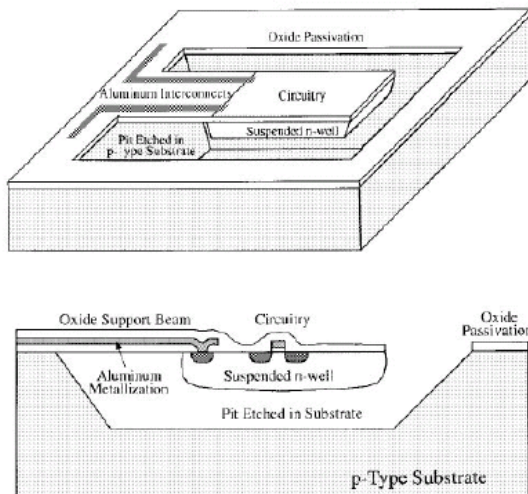 Oxide Passivation
Aluminum Interconnects
Circuitry
Suspended n-well
Pit Etched in
p-Type Substrate
Oxide Support Beam
Circuitry
Oxide
Passivation
Aluminum
Metallization
Suspended n-well
Pit Etched in Substrate
p-Type Substrate